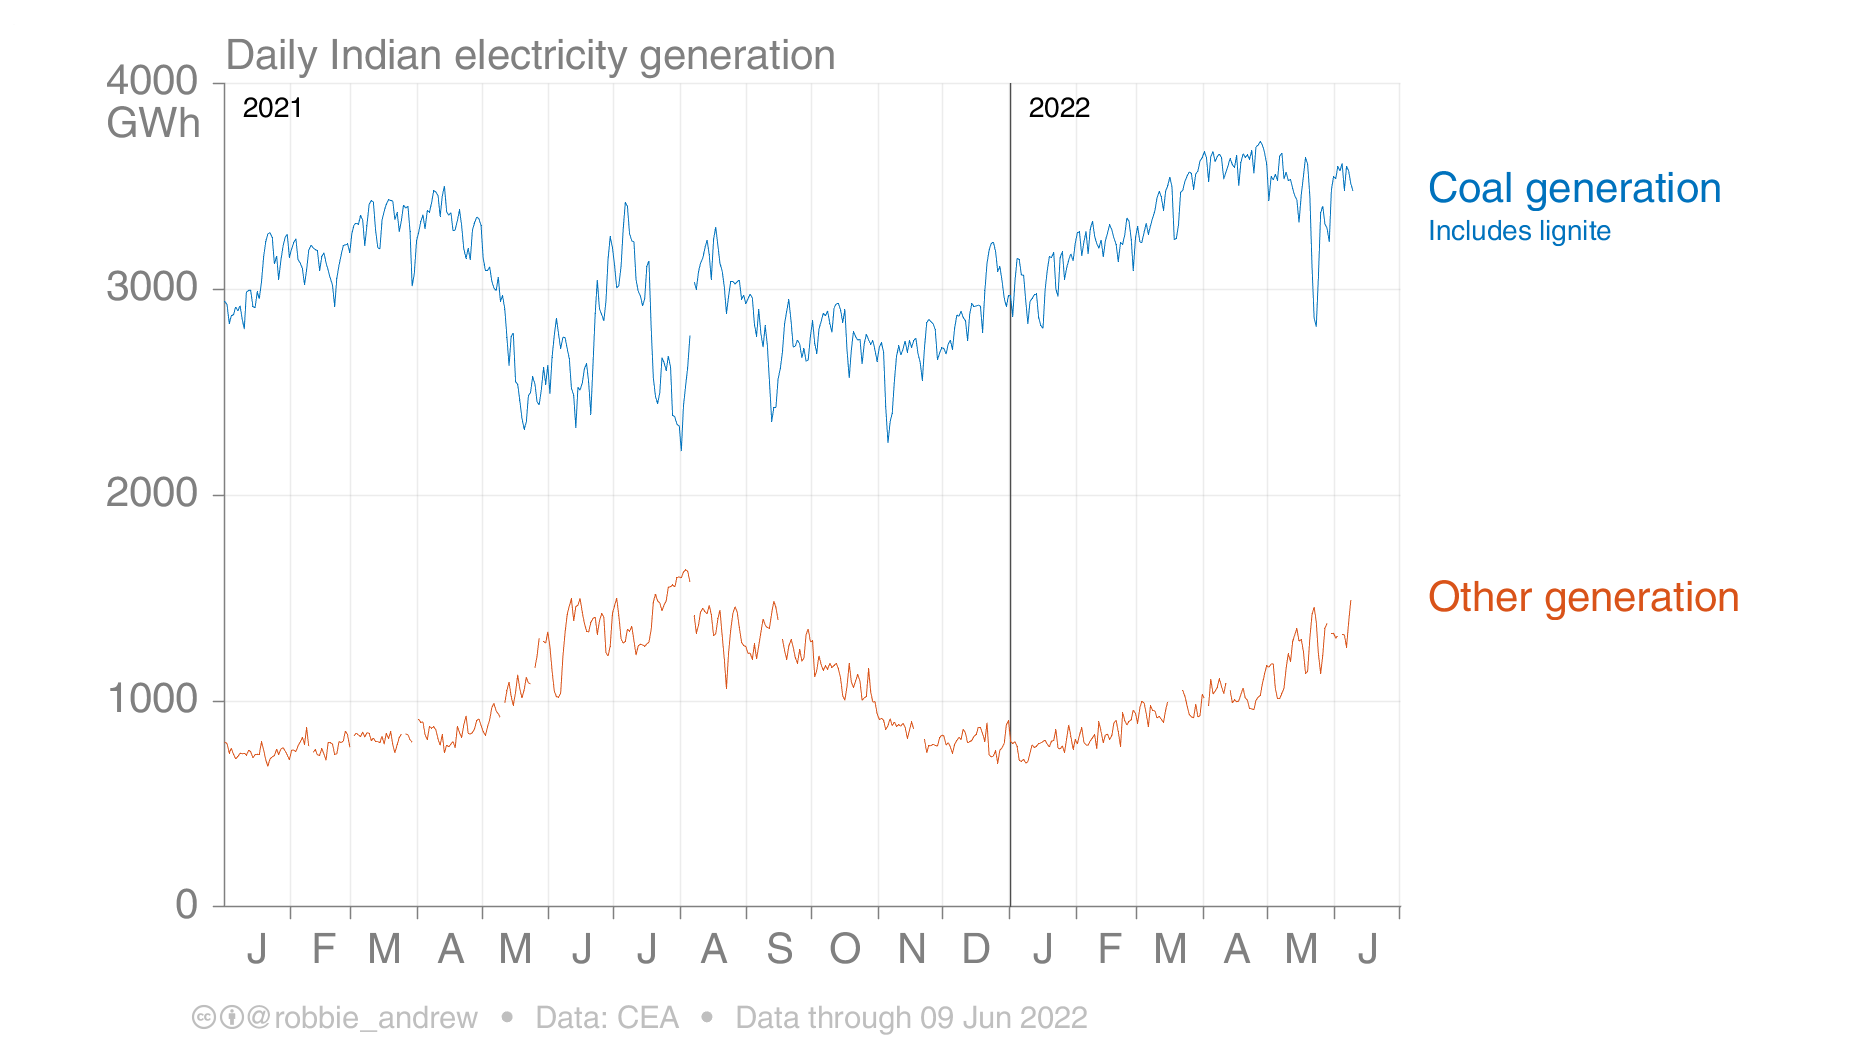 Daily Indian electricity generation
4000
GWh
2021
2022
Coal generation
Includes lignite
3000
2000
Other generation
1000
0
J F M A M J J A S O N D J F M A M J
cc @robbie_andrew • Data: CEA • Data through 09 Jun 2022